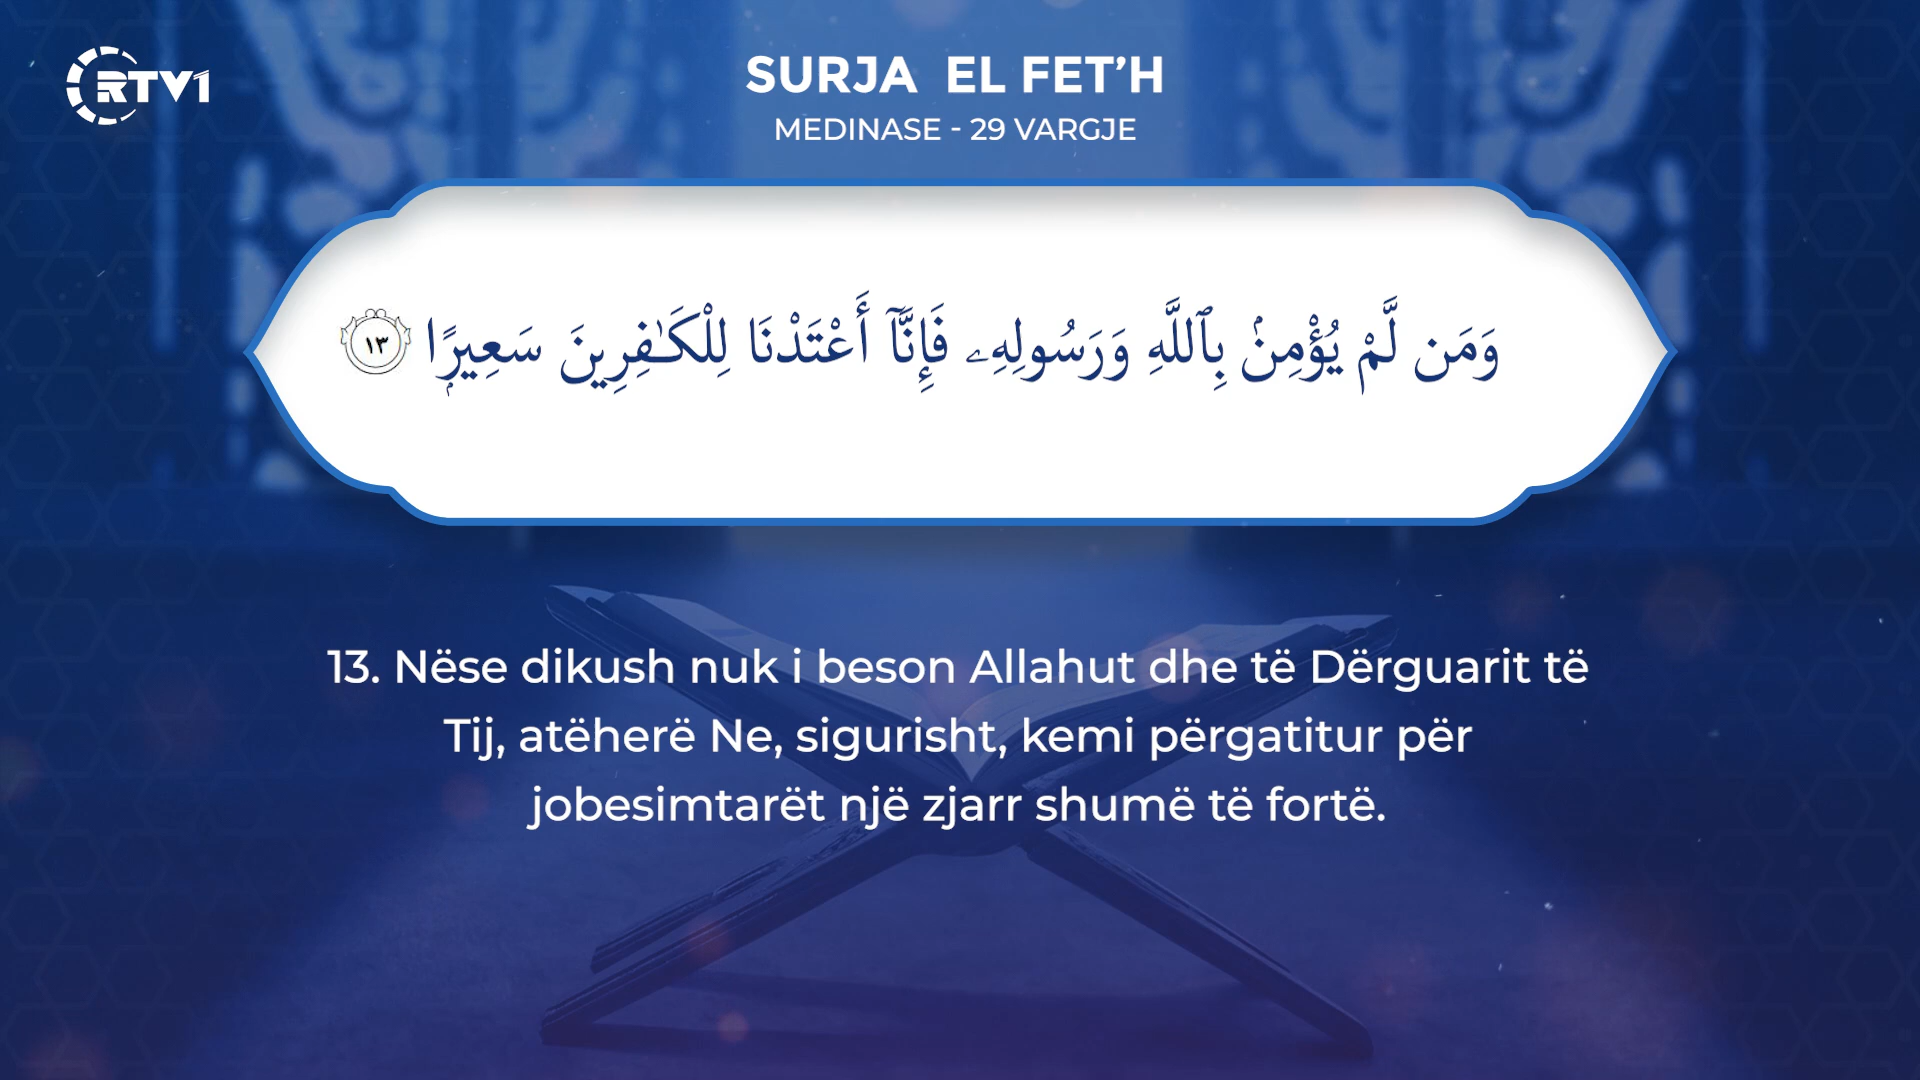 RTV1
SURJA EL FET'H
MEDINASE - 29 VARGJE
وَمَن لَّمْ يُؤْمِنۢ بِٱللَّهِ وَرَسُولِهِۦ فَإِنَّآ أَعْتَدْنَا لِلْكَـٰفِرِينَ سَعِيرًۭا ١٣
13. Nëse dikush nuk i beson Allahut dhe të Dërguarit të
Tij, atëherë Ne, sigurisht, kemi përgatitur për
jobesimtarët një zjarr shumë të fortë.